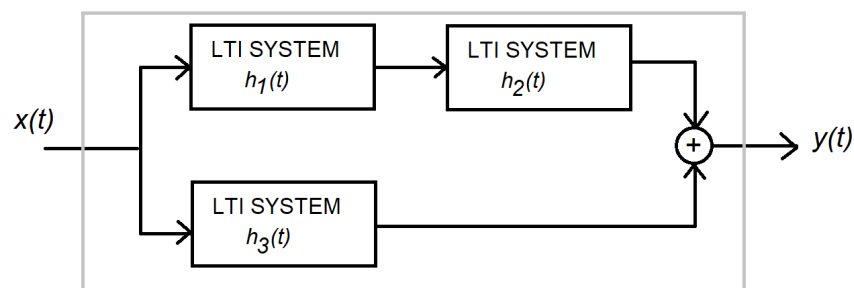 LTI SYSTEM
h1(t)
LTI SYSTEM
h2(t)
x(t)
+
y(t)
LTI SYSTEM
h3(t)